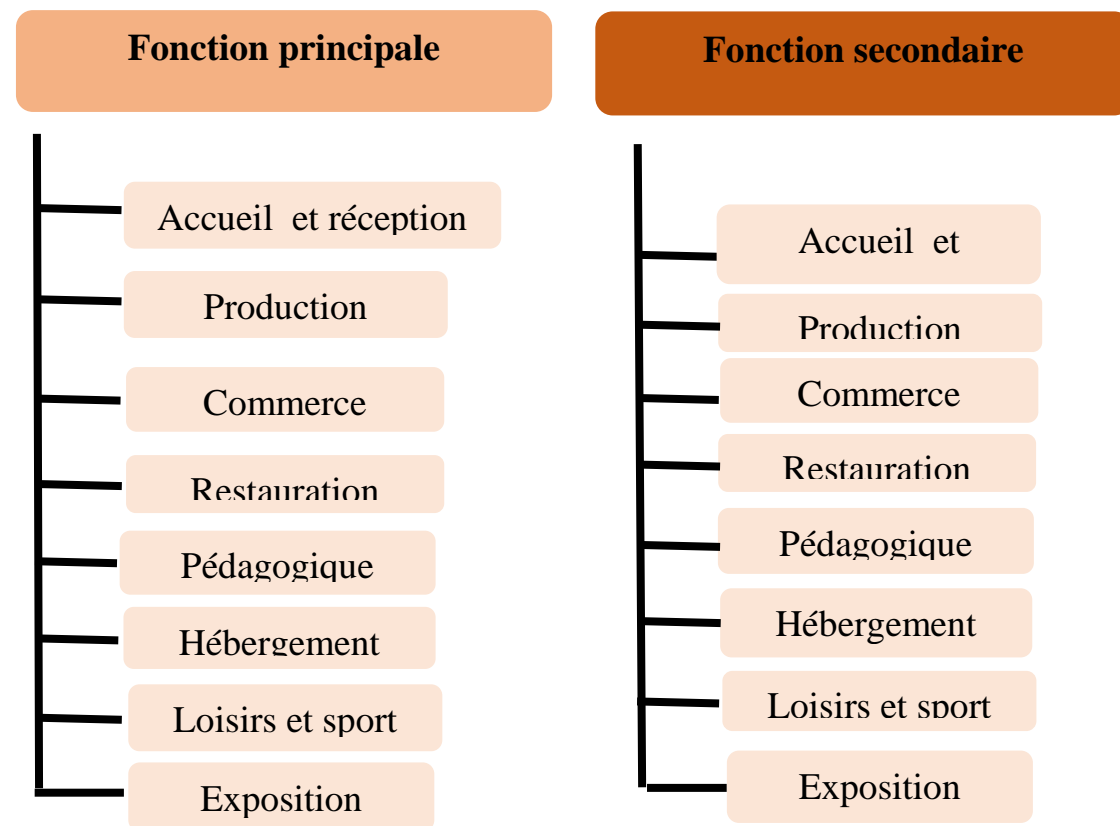 Fonction principale
Accueil et réception
Production
Commerce
Restauration
Pédagogique
Hébergement
Loisirs et sport
Exposition
Fonction secondaire
Accueil et
Production
Commerce
Restauration
Pédagogique
Hébergement
Loisirs et sport
Exposition